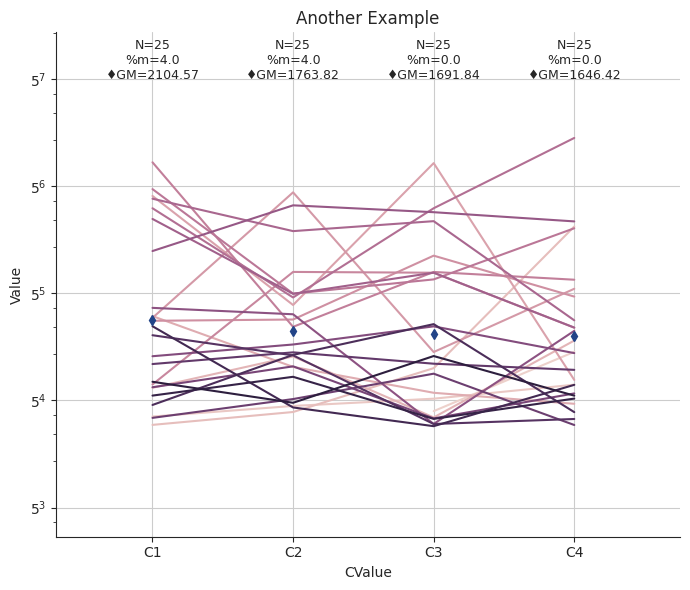 Another Example
N=25 N=25 N=25 N=25
%m=4.0 %m=4.0 %m=0.0 %m=0.0
♦GM=2104.57 ♦GM=1763.82 ♦GM=1691.84 ♦GM=1646.42
5⁷
5⁶
5⁵
5⁴
5³
Value
C1 C2 C3 C4
CValue